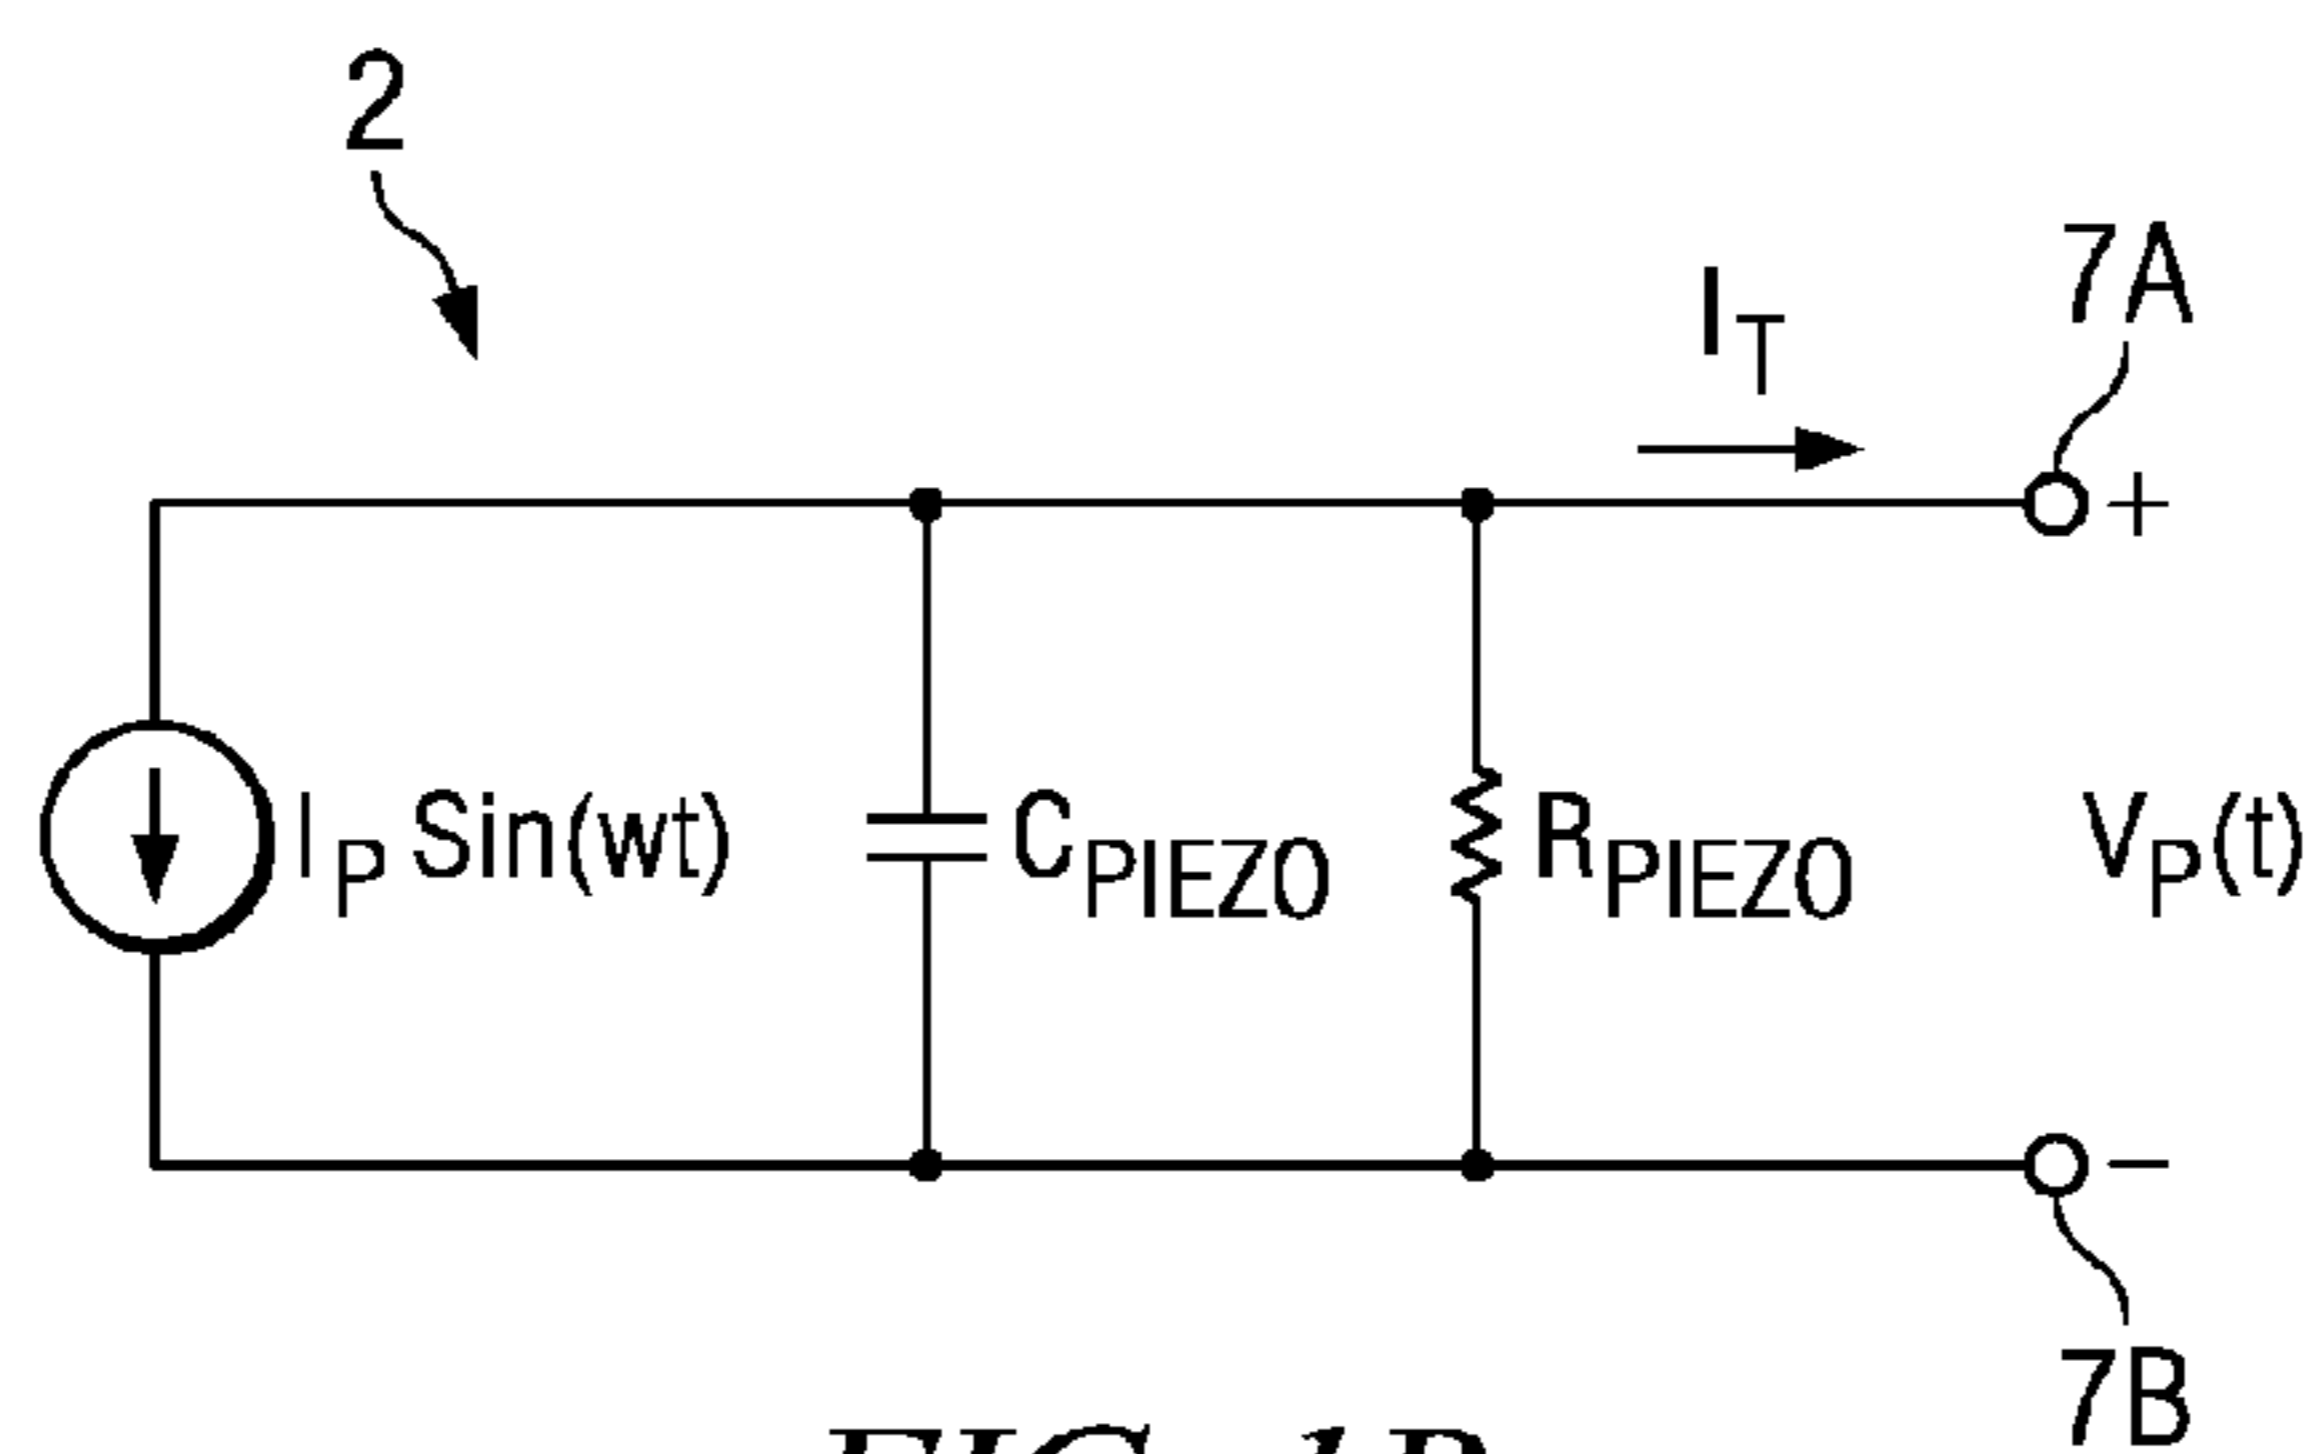 2
7A
I_T
+
I_P Sin(wt)
C_PIEZO
R_PIEZO
V_P(t)
−
7B